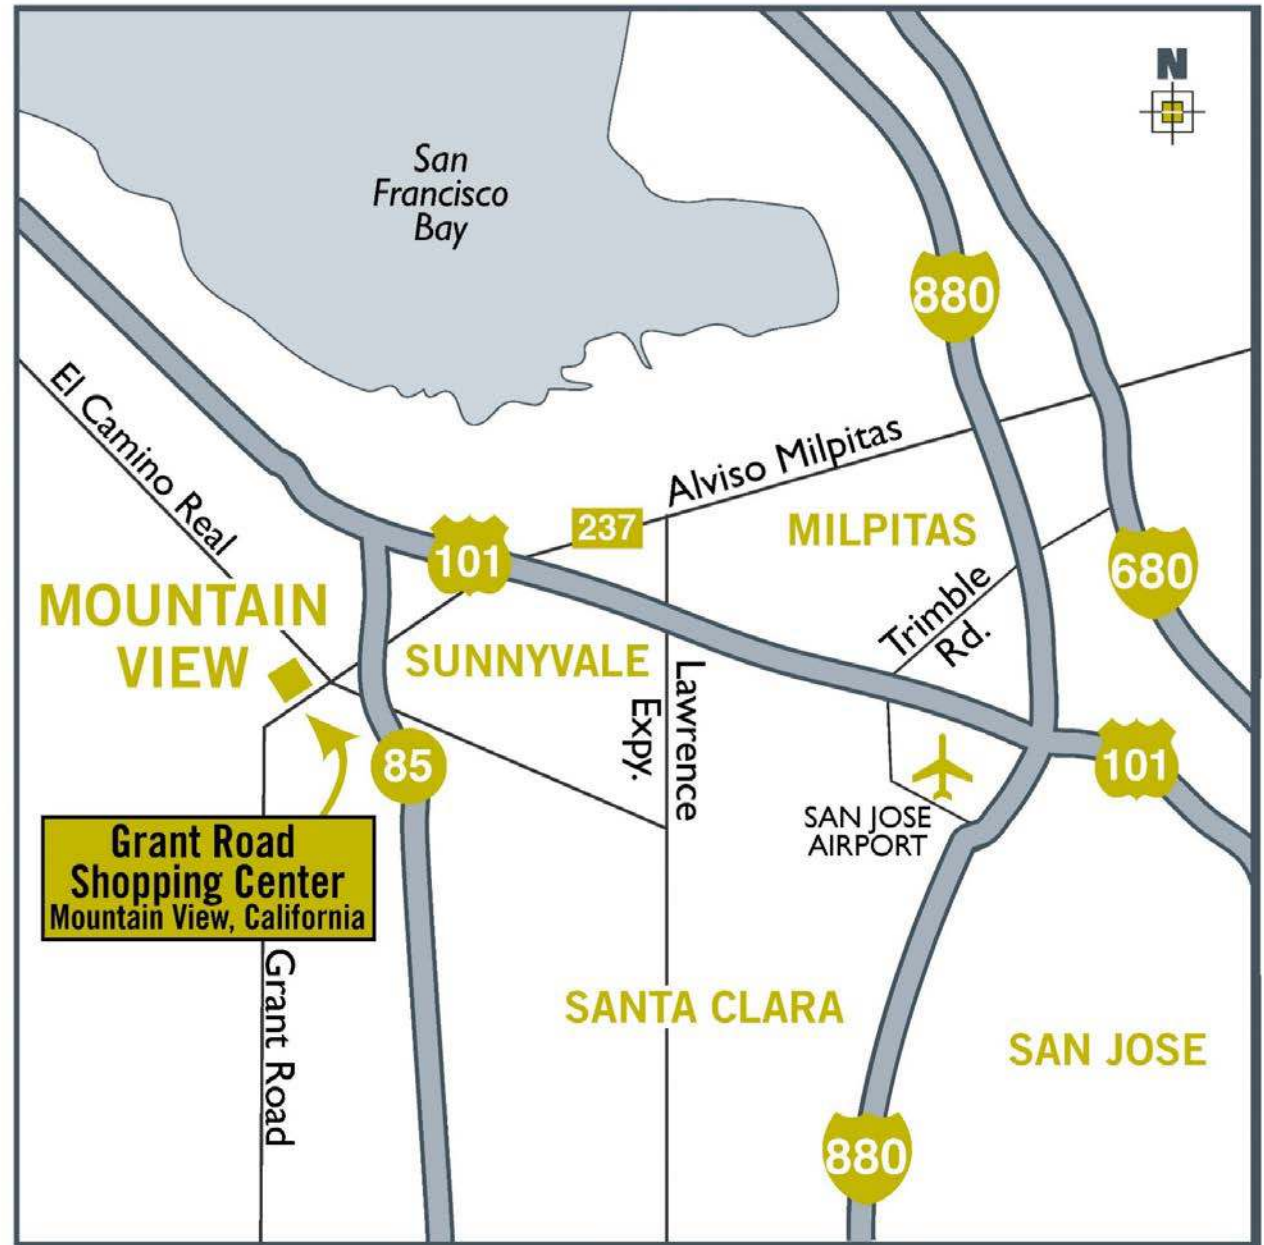 N
San
Francisco
Bay
880
El Camino Real
Alviso Milpitas
237
MILPITAS
101
680
MOUNTAIN
VIEW
SUNNYVALE
Trimble
Rd.
Lawrence
Expy.
85
101
SAN JOSE
AIRPORT
Grant Road
Shopping Center
Mountain View, California
Grant Road
SANTA CLARA
SAN JOSE
880